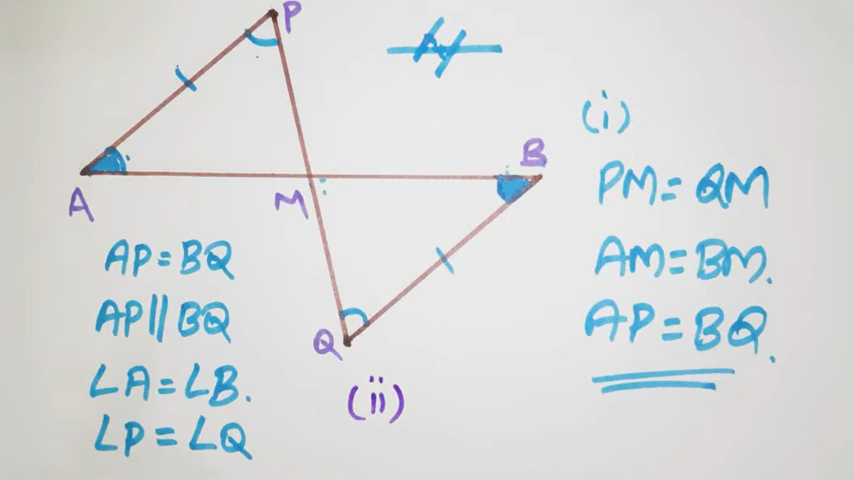 P
A
M
B
Q
AP = BQ
AP || BQ
∠A = ∠B.
∠P = ∠Q
(ii)
(i)
PM = QM
AM = BM.
AP = BQ.